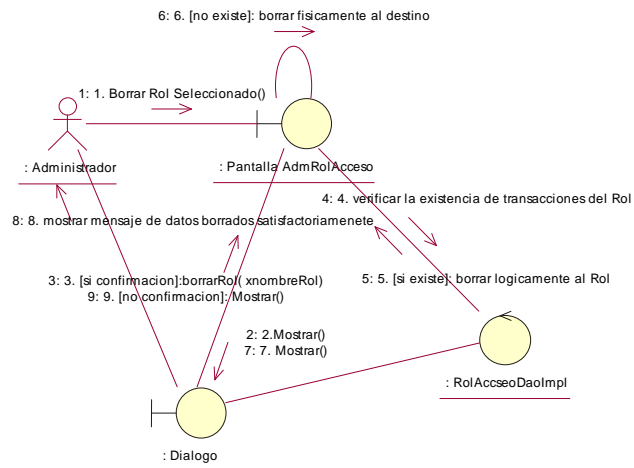 6: 6. [no existe]: borrar fisicamente al destino
1: 1. Borrar Rol Seleccionado()
: Administrador
: Pantalla AdmRolAcceso
4: 4. verificar la existencia de transacciones del Rol
8: 8. mostrar mensaje de datos borrados satisfactoriamenete
3: 3. [si confirmacion]:borrarRol( xnombreRol)
5: 5. [si existe]: borrar logicamente al Rol
9: 9. [no confirmacion]: Mostrar()
2: 2.Mostrar()
7: 7. Mostrar()
: RolAccseoDaoImpl
: Dialogo